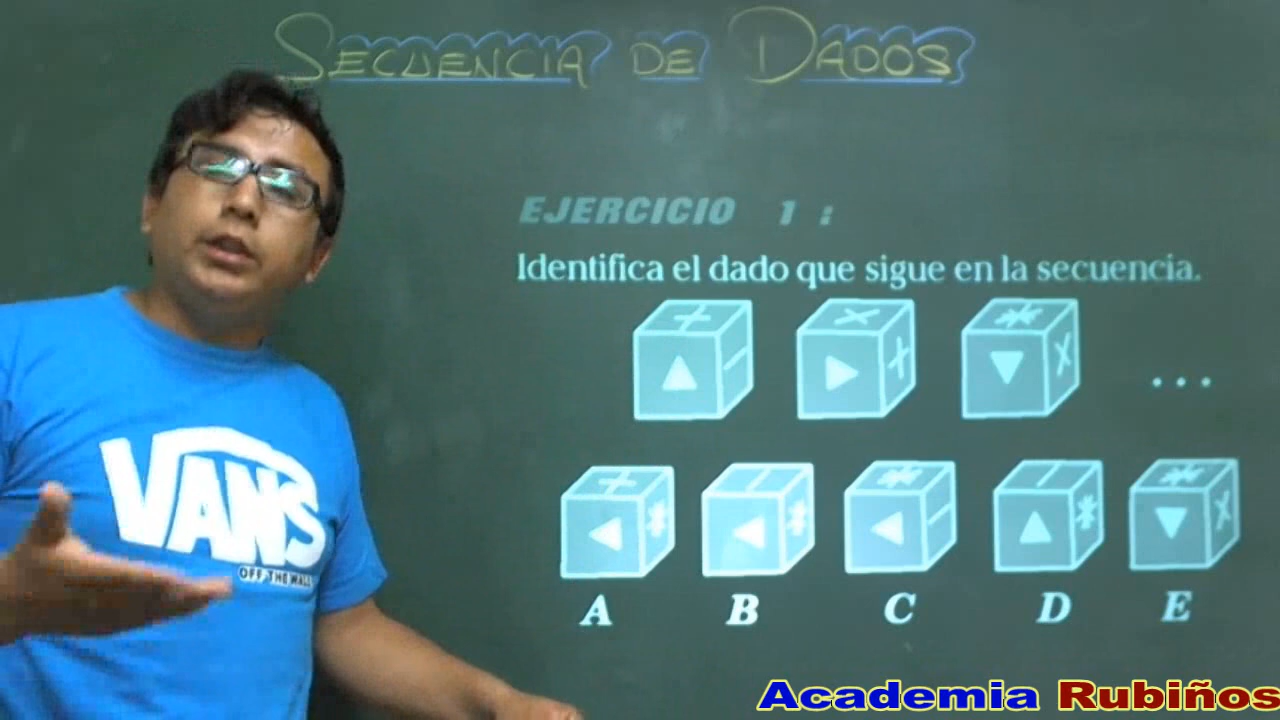 SECUENCIA DE DADOS
EJERCICIO 1 :
Identifica el dado que sigue en la secuencia.
...
A B C D E
VANS
OFF THE WALL
Academia Rubiños